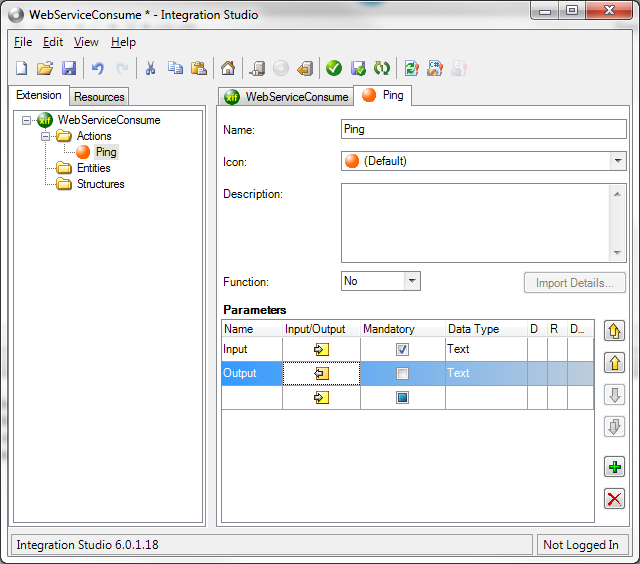 WebServiceConsume * - Integration Studio
File Edit View Help
Extension Resources
xif WebServiceConsume
Actions
Ping
Entities
Structures
xif WebServiceConsume Ping
Name: Ping
Icon: (Default)
Description:
Function: No Import Details...
Parameters
Name Input/Output Mandatory Data Type D R D...
Input Text
Output Text
Integration Studio 6.0.1.18 Not Logged In